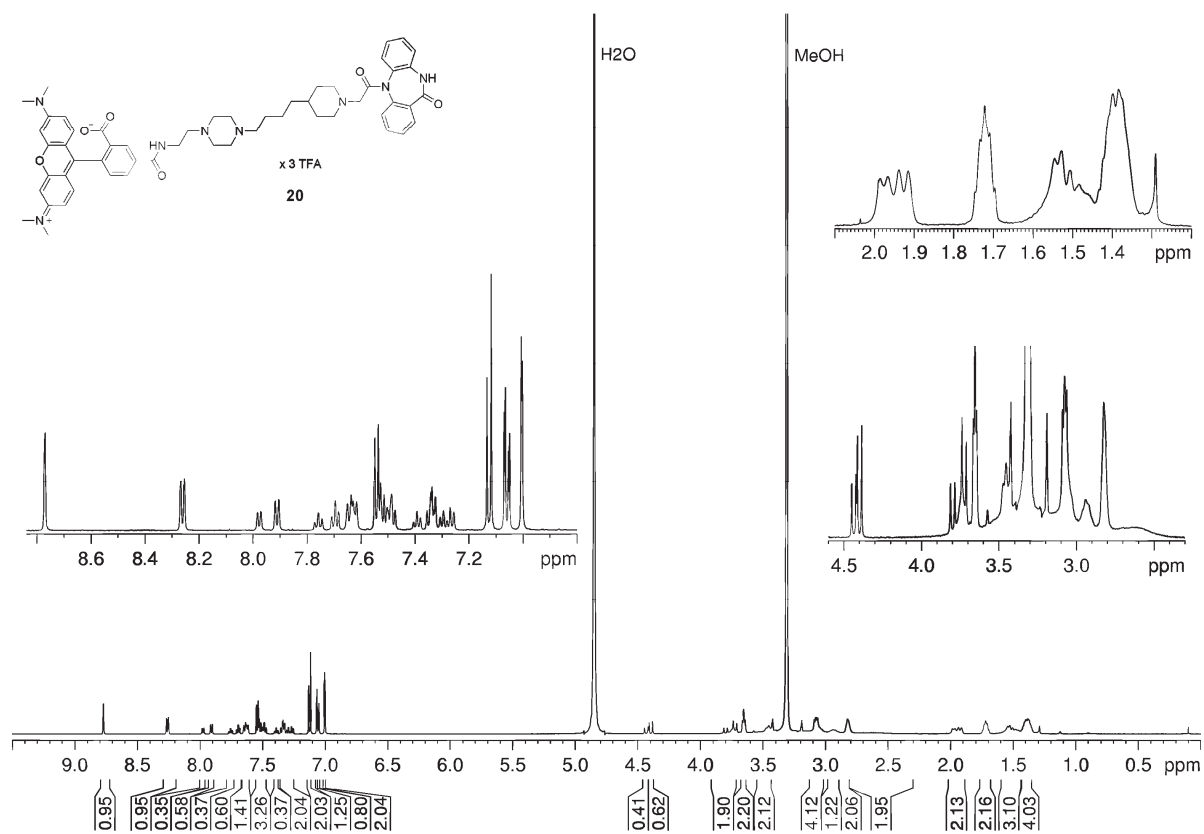 H2O
MeOH
N
O
N
NH
O
O
O⁻
N
N
N
NH
O
O
N⁺
x 3 TFA
20
2.0 1.9 1.8 1.7 1.6 1.5 1.4 ppm
8.6 8.4 8.2 8.0 7.8 7.6 7.4 7.2 ppm
4.5 4.0 3.5 3.0 ppm
9.0 8.5 8.0 7.5 7.0 6.5 6.0 5.5 5.0 4.5 4.0 3.5 3.0 2.5 2.0 1.5 1.0 0.5 ppm
0.95 0.95 0.35 0.58 0.37 0.60 1.41 3.26 0.37 2.04 2.03 1.25 0.80 2.04 0.41 0.62 1.90 2.20 2.12 4.12 1.22 2.06 1.95 2.13 2.16 3.10 4.03